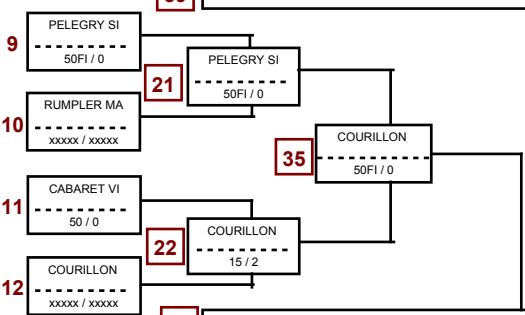 9
PELEGRY SI
50FI / 0
21
PELEGRY SI
50FI / 0
10
RUMPLER MA
xxxxx / xxxxx
35
COURILLON
50FI / 0
11
CABARET VI
50 / 0
22
COURILLON
15 / 2
12
COURILLON
xxxxx / xxxxx